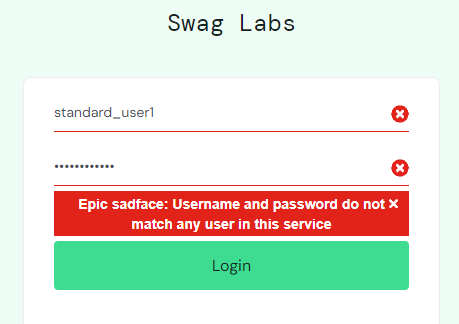 Swag Labs
standard_user1
••••••••••••
Epic sadface: Username and password do not
match any user in this service
Login